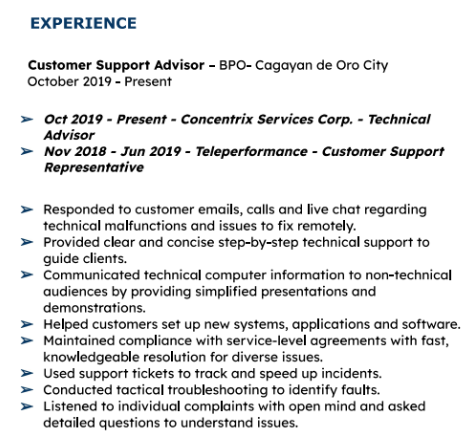 EXPERIENCE
Customer Support Advisor – BPO- Cagayan de Oro City
October 2019 - Present
➢ Oct 2019 - Present - Concentrix Services Corp. - Technical
Advisor
➢ Nov 2018 - Jun 2019 - Teleperformance - Customer Support
Representative
➢ Responded to customer emails, calls and live chat regarding
technical malfunctions and issues to fix remotely.
➢ Provided clear and concise step-by-step technical support to
guide clients.
➢ Communicated technical computer information to non-technical
audiences by providing simplified presentations and
demonstrations.
➢ Helped customers set up new systems, applications and software.
➢ Maintained compliance with service-level agreements with fast,
knowledgeable resolution for diverse issues.
➢ Used support tickets to track and speed up incidents.
➢ Conducted tactical troubleshooting to identify faults.
➢ Listened to individual complaints with open mind and asked
detailed questions to understand issues.